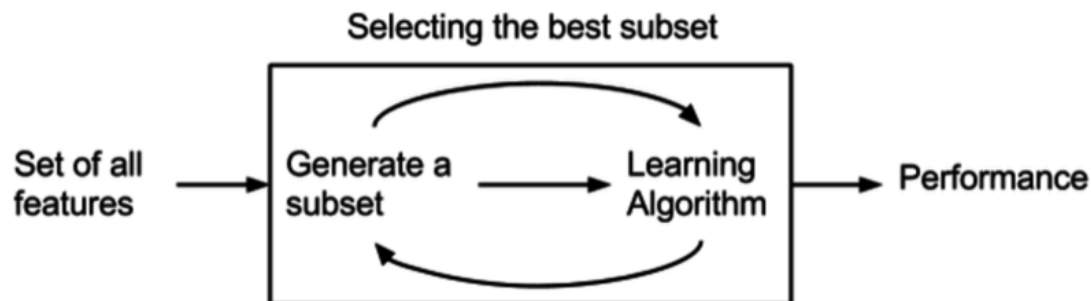 Selecting the best subset
Set of all
features
Generate a
subset
Learning
Algorithm
Performance